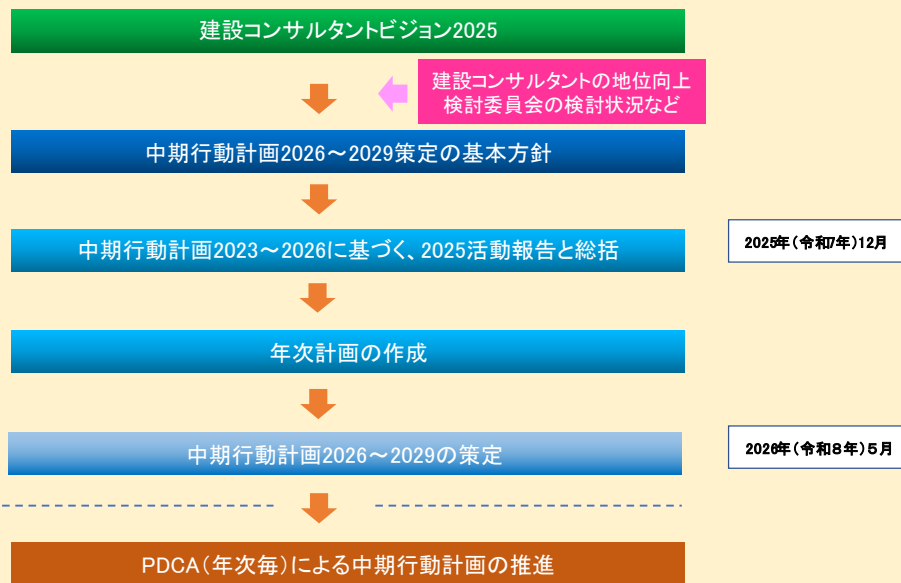 建設コンサルタントビジョン2025
建設コンサルタントの地位向上
検討委員会の検討状況など
中期行動計画2026～2029策定の基本方針
中期行動計画2023～2026に基づく、2025活動報告と総括
2025年(令和7年)12月
年次計画の作成
中期行動計画2026～2029の策定
2026年(令和８年)５月
PDCA(年次毎)による中期行動計画の推進